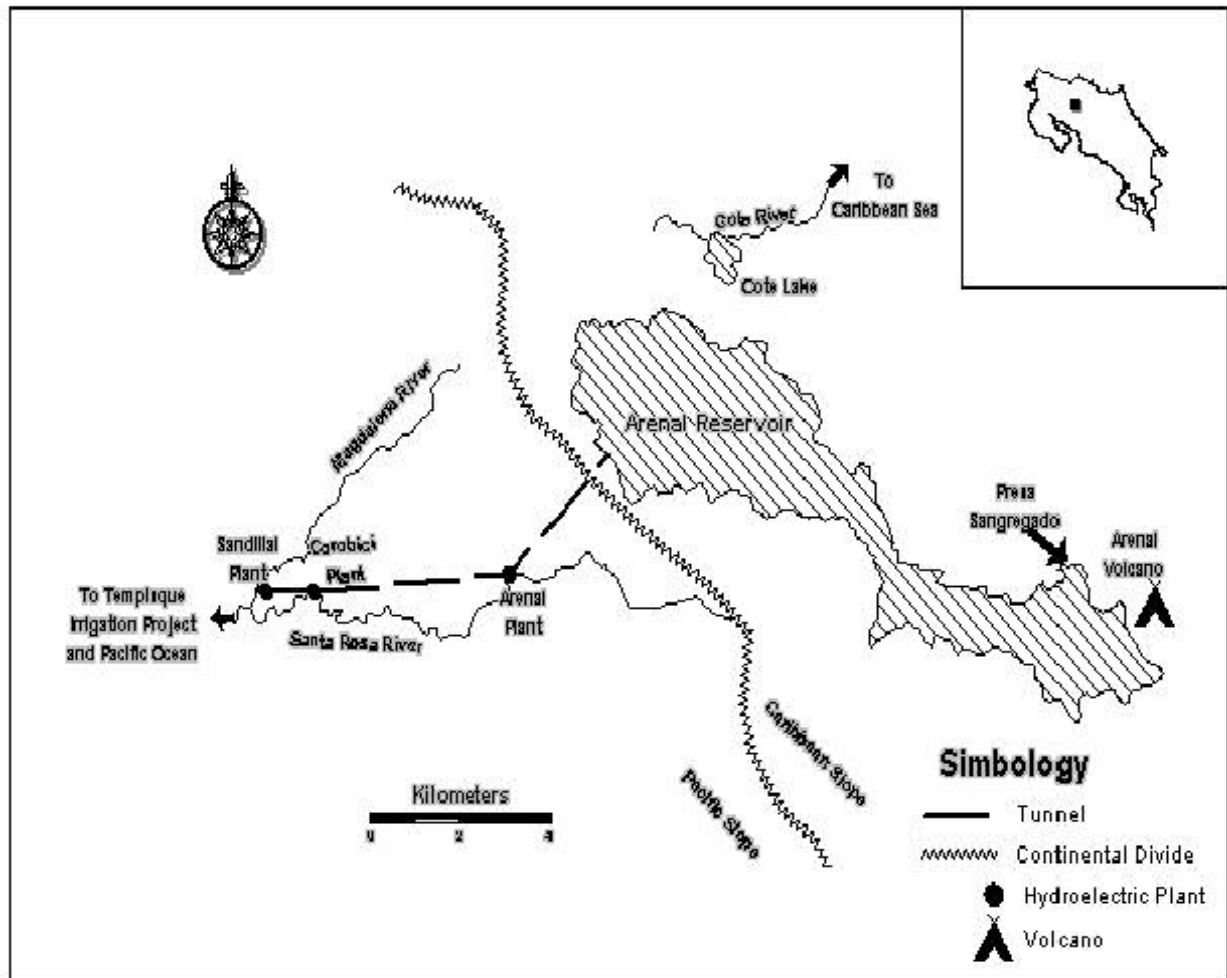 To
Caribbean Sea
Cote River
Cote Lake
Magdalena River
Arenal Reservoir
Presa
Sangregado
Arenal
Volcano
Sandillal
Plant
Corobici
Plant
Arenal
Plant
To Templaque
Irrigation Project
and Pacific Ocean
Santa Rosa River
Caribbean Slope
Pacific Slope
Kilometers
0 2 4
Simbology
Tunnel
Continental Divide
Hydroelectric Plant
Volcano